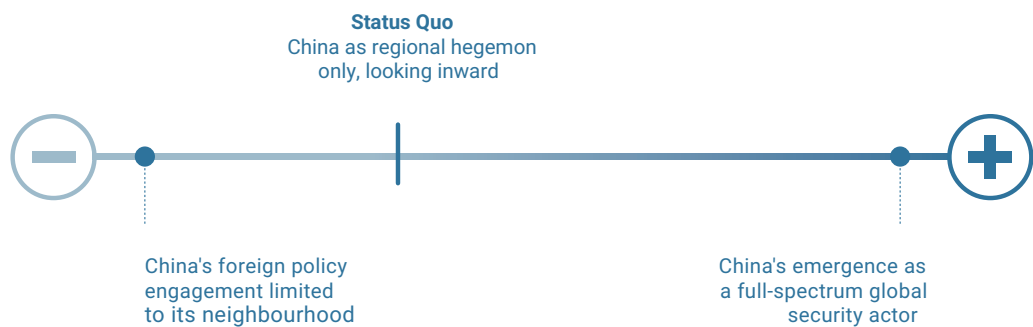 Status Quo
China as regional hegemon
only, looking inward
China's foreign policy
engagement limited
to its neighbourhood
China's emergence as
a full-spectrum global
security actor